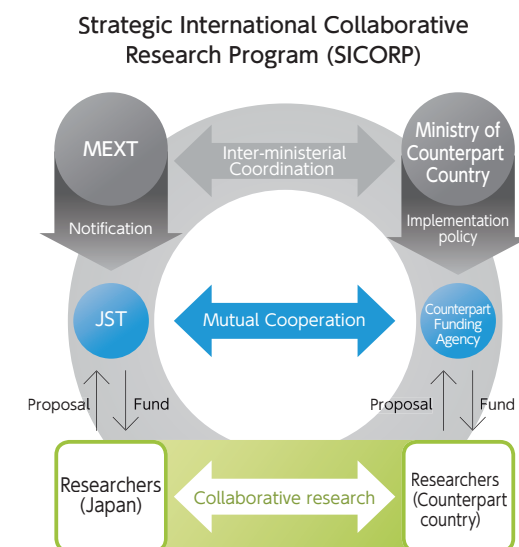 Strategic International Collaborative
Research Program (SICORP)
MEXT
Inter-ministerial
Coordination
Ministry of
Counterpart
Country
Notification
Implementation
policy
JST
Mutual Cooperation
Counterpart
Funding
Agency
Proposal
Fund
Proposal
Fund
Researchers
(Japan)
Collaborative research
Researchers
(Counterpart
country)